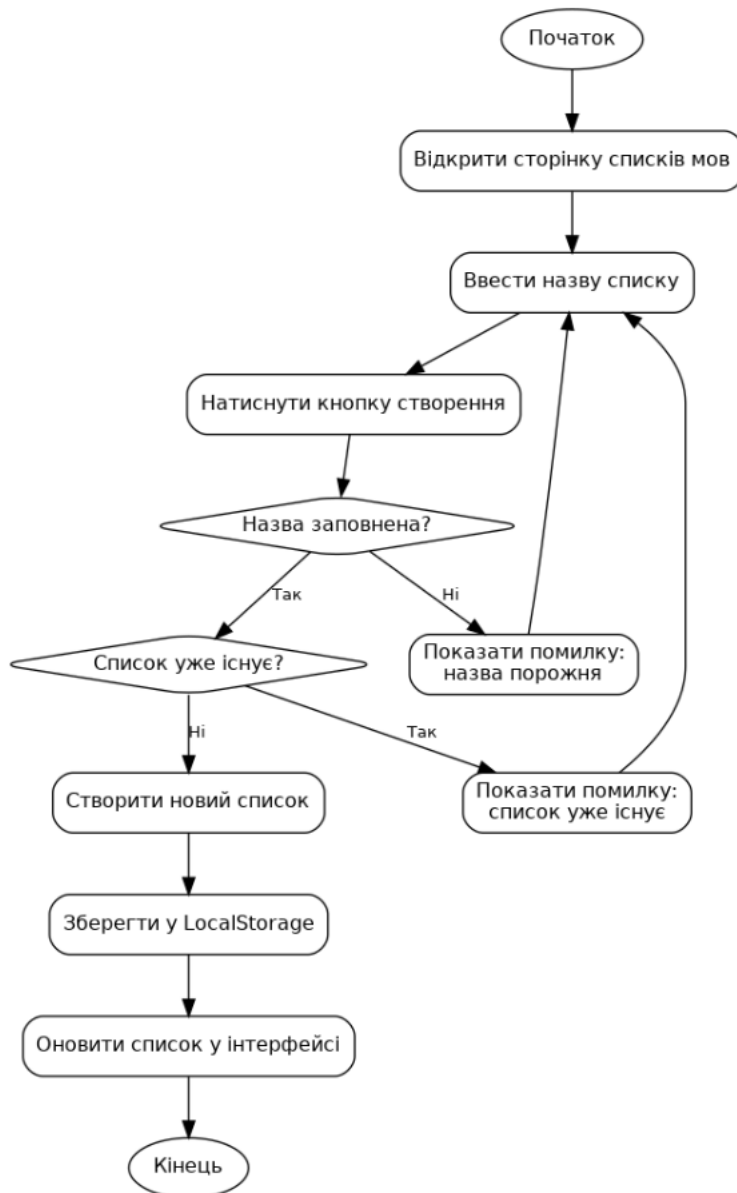 Початок
Відкрити сторінку списків мов
Ввести назву списку
Натиснути кнопку створення
Назва заповнена?
Так
Ні
Список уже існує?
Показати помилку:
назва порожня
Ні
Так
Створити новий список
Показати помилку:
список уже існує
Зберегти у LocalStorage
Оновити список у інтерфейсі
Кінець